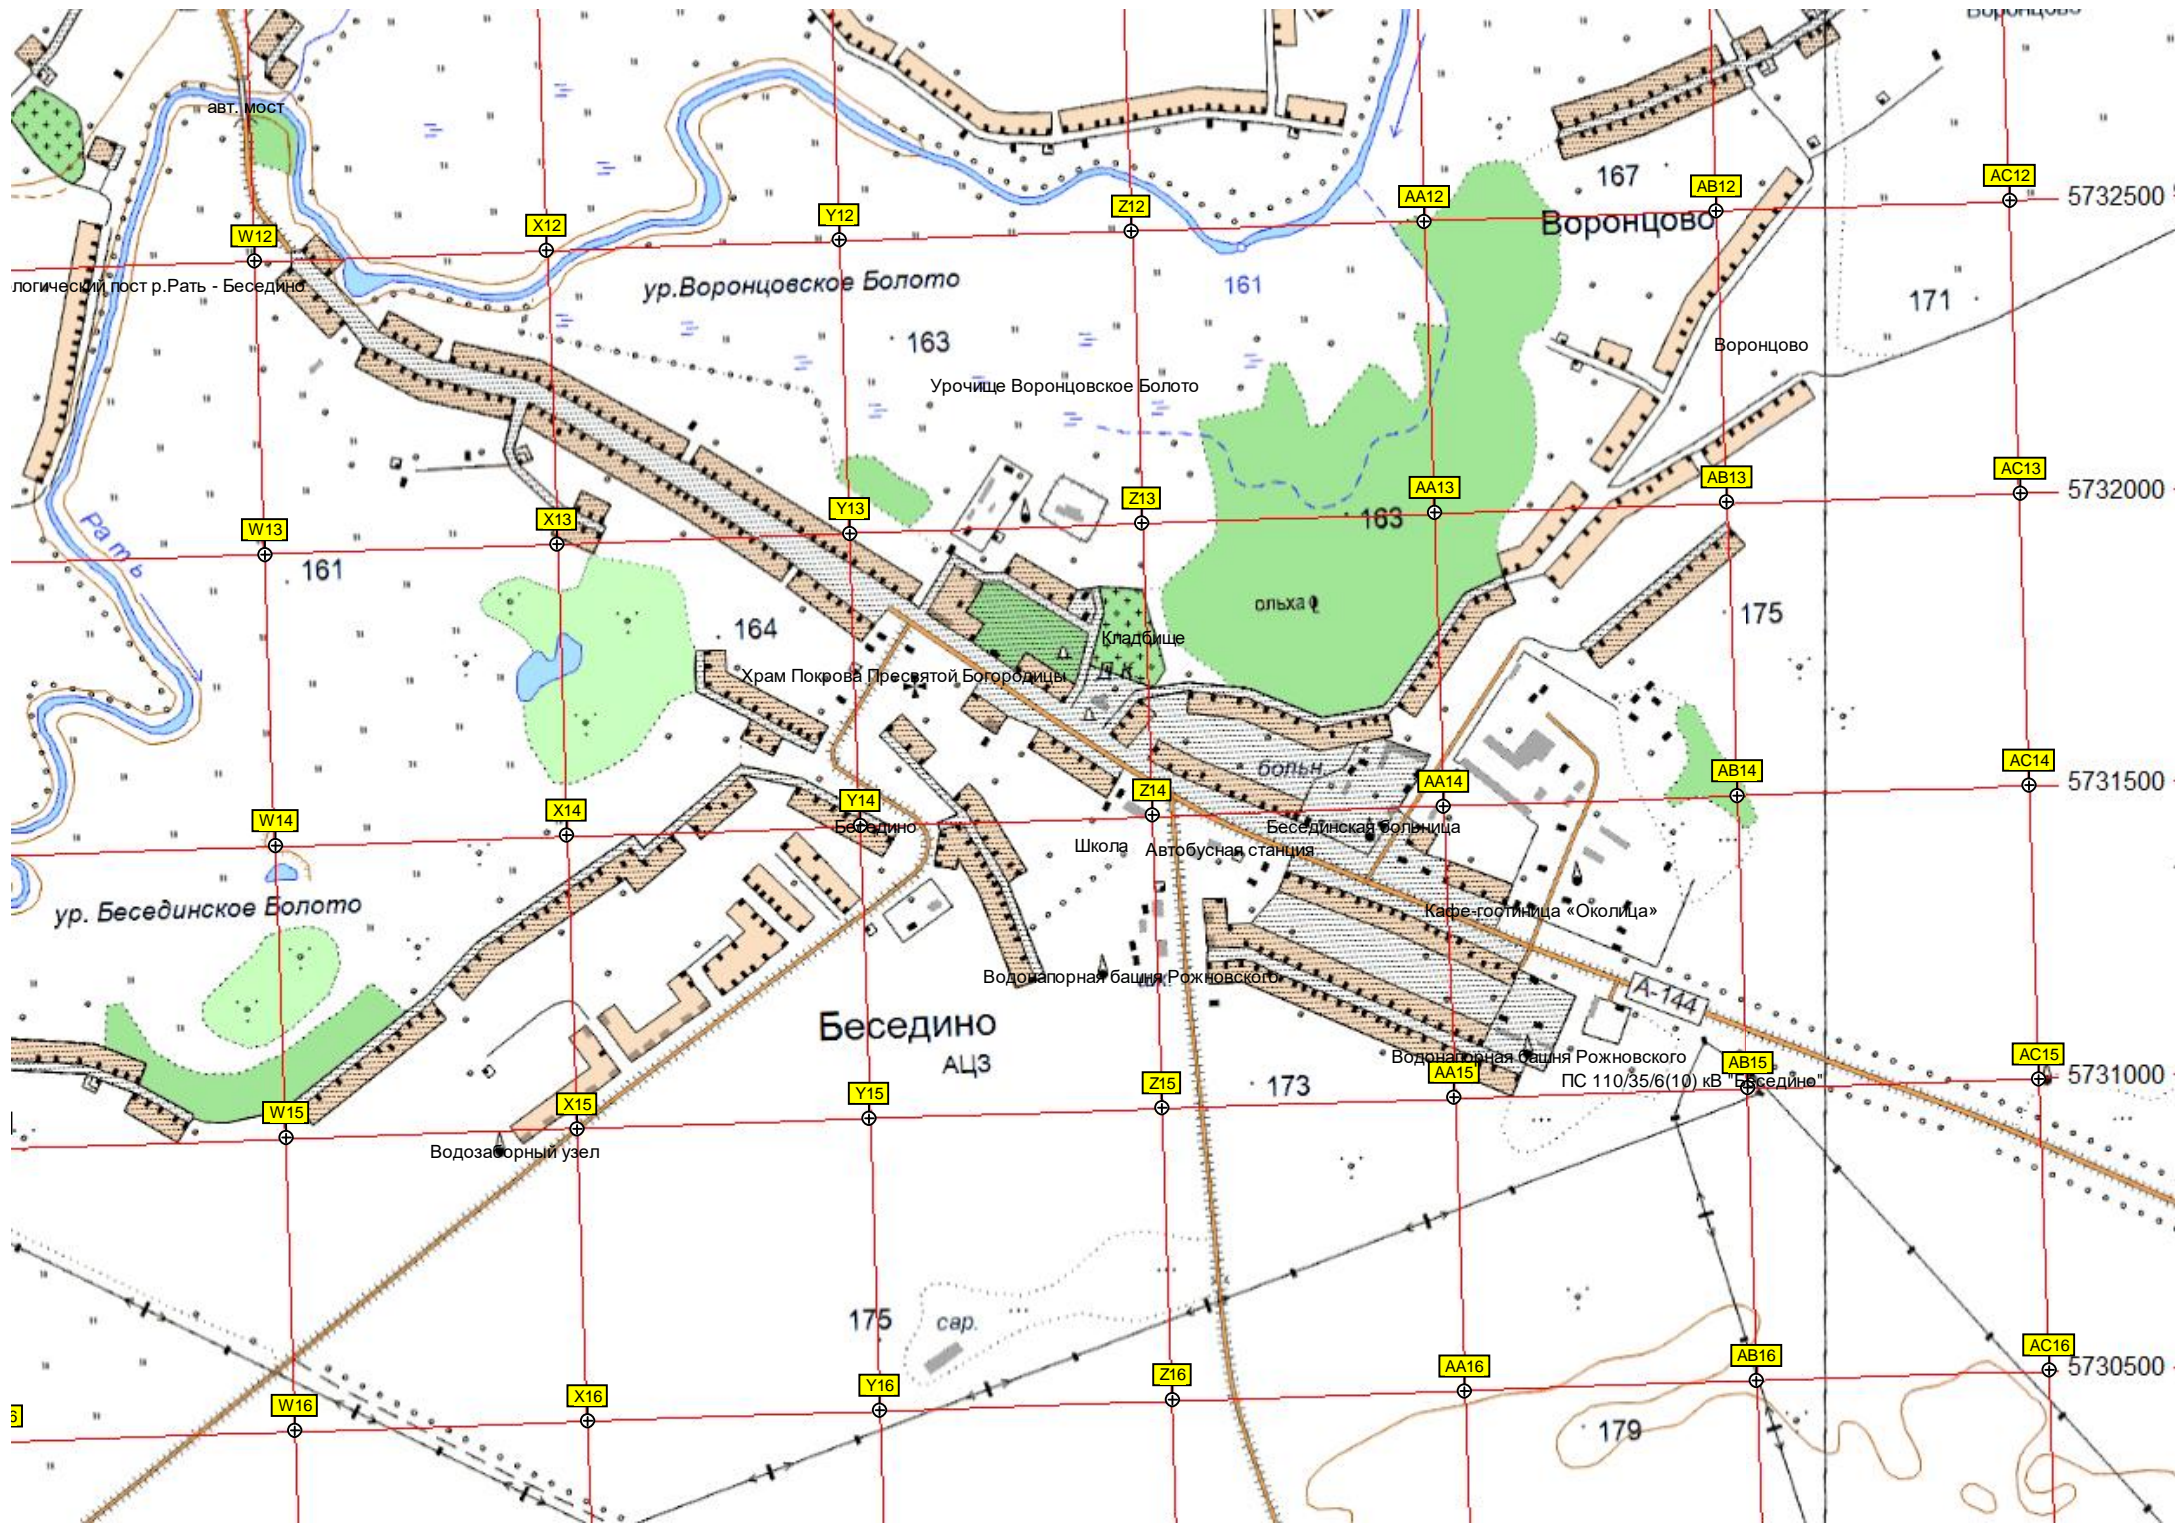 авт. мост
167
AC12
AB12
AA12
5732500
Воронцово
Z12
Y12
X12
W12
логический пост р.Рать - Беседино
ур.Воронцовское Болото
161
171
163
Воронцово
Урочище Воронцовское Болото
AC13
AB13
AA13
5732000
Z13
163
Y13
X13
W13
Рать
161
ольха
175
164
Кладбище
Д.К.
Храм Покрова Пресвятой Богородицы
AC14
больн.
AB14
AA14
5731500
Z14
Y14
X14
W14
Беседино
Бесединская больница
Школа
Автобусная станция
ур. Бесединское Болото
Кафе-гостиница «Околица»
Водонапорная башня Рожновского
А-144
Беседино
АЦЗ
Водонапорная башня Рожновского
AC15
AB15
AA15
5731000
ПС 110/35/6(10) кВ "Беседино"
173
Z15
Y15
X15
W15
Водозаборный узел
175
сар.
AC16
AB16
AA16
5730500
Z16
Y16
X16
W16
6
179